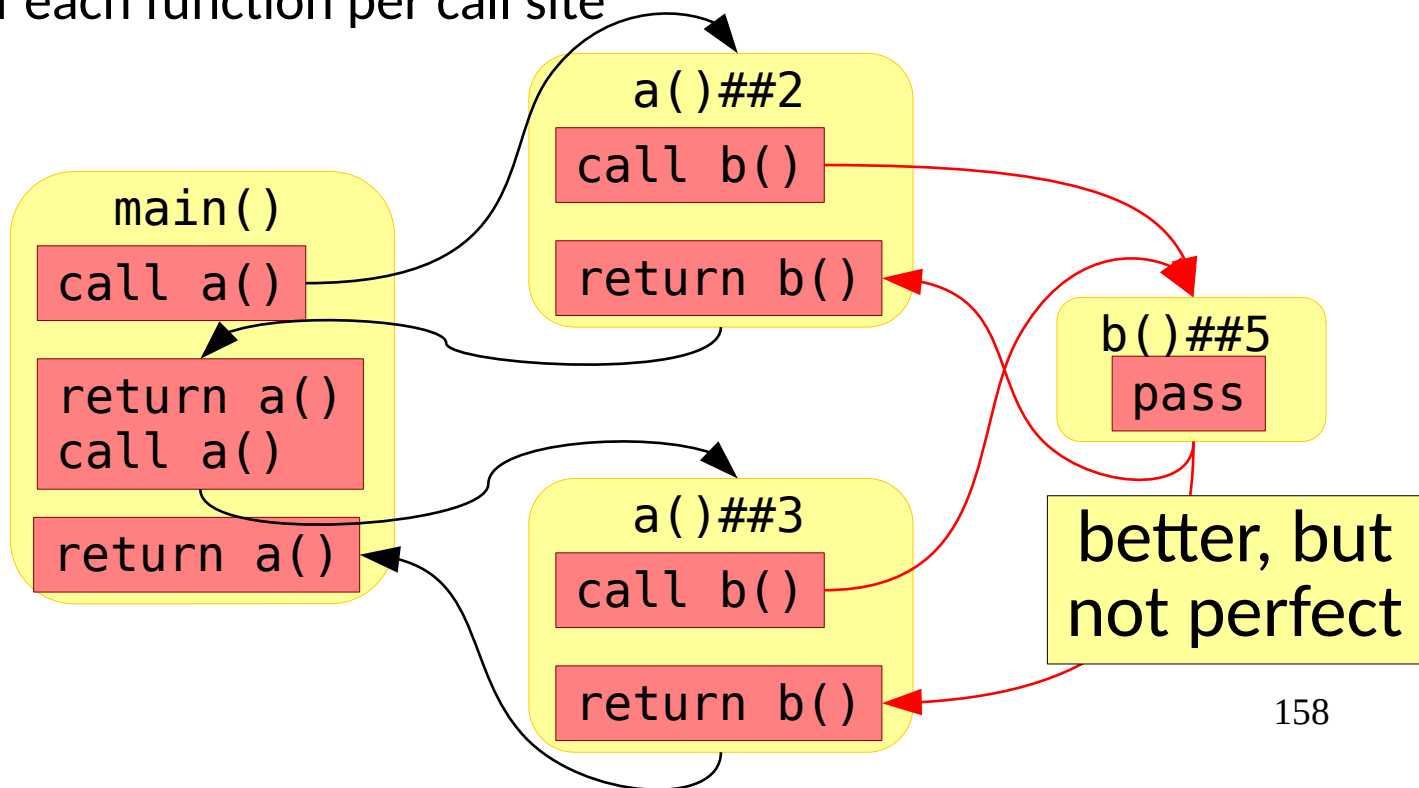 each function per call site
a()##2
call b()
return b()
main()
call a()
return a()
call a()
return a()
b()##5
pass
a()##3
call b()
return b()
better, but
not perfect
158